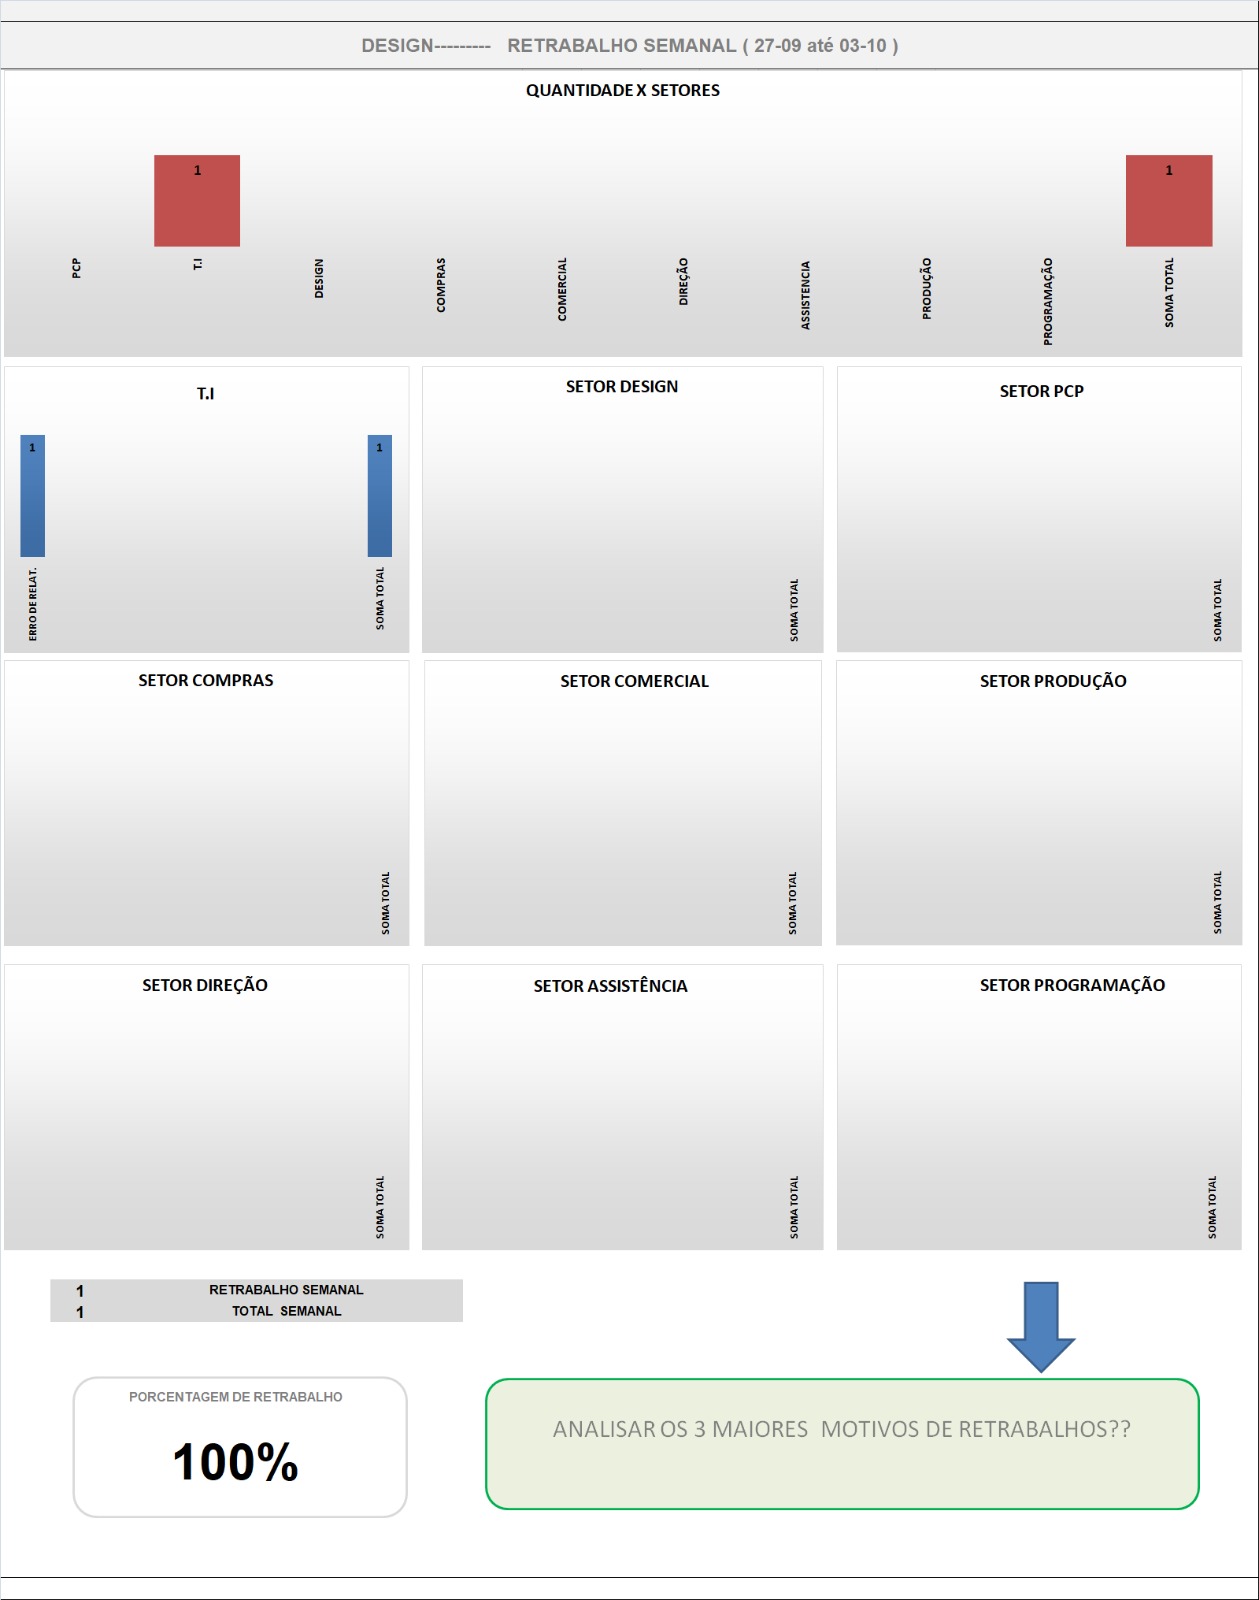 DESIGN---------   RETRABALHO SEMANAL ( 27-09 até 03-10 )
QUANTIDADE X SETORES
1
1
PCP
T.I
DESIGN
COMPRAS
COMERCIAL
DIREÇÃO
ASSISTENCIA
PRODUÇÃO
PROGRAMAÇÃO
SOMA TOTAL
T.I
1
1
ERRO DE RELAT.
SOMA TOTAL
SETOR DESIGN
SOMA TOTAL
SETOR PCP
SOMA TOTAL
SETOR COMPRAS
SOMA TOTAL
SETOR COMERCIAL
SOMA TOTAL
SETOR PRODUÇÃO
SOMA TOTAL
SETOR DIREÇÃO
SOMA TOTAL
SETOR ASSISTÊNCIA
SOMA TOTAL
SETOR PROGRAMAÇÃO
SOMA TOTAL
1 RETRABALHO SEMANAL
1 TOTAL  SEMANAL
PORCENTAGEM DE RETRABALHO
100%
ANALISAR OS 3 MAIORES  MOTIVOS DE RETRABALHOS??